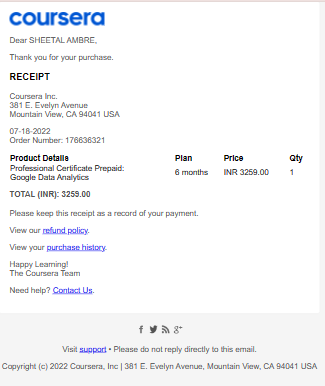 coursera
Dear SHEETAL AMBRE,
Thank you for your purchase.
RECEIPT
Coursera Inc.
381 E. Evelyn Avenue
Mountain View, CA 94041 USA
07-18-2022
Order Number: 176636321
Product Details Plan Price Qty
Professional Certificate Prepaid:
Google Data Analytics 6 months INR 3259.00 1
TOTAL (INR): 3259.00
Please keep this receipt as a record of your payment.
View our refund policy.
View your purchase history.
Happy Learning!
The Coursera Team
Need help? Contact Us.
Visit support • Please do not reply directly to this email.
Copyright (c) 2022 Coursera, Inc | 381 E. Evelyn Avenue, Mountain View, CA 94041 USA